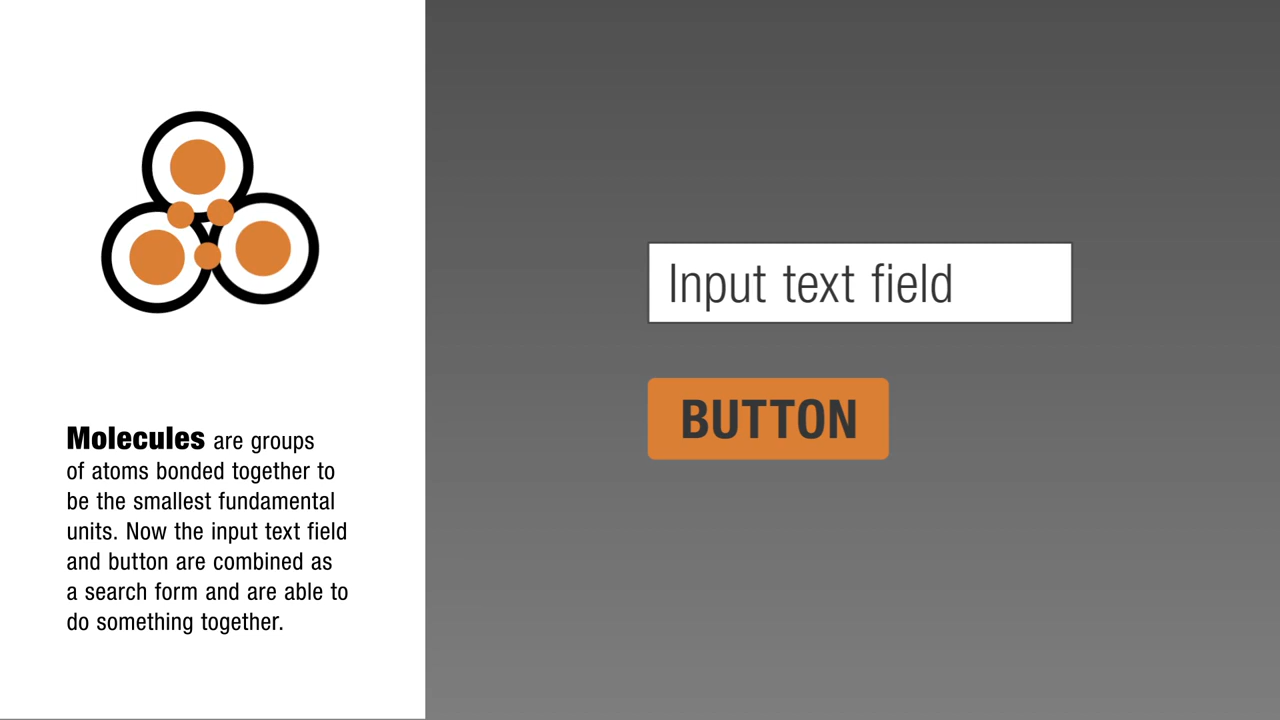 Molecules are groups
of atoms bonded together to
be the smallest fundamental
units. Now the input text field
and button are combined as
a search form and are able to
do something together.
Input text field
BUTTON